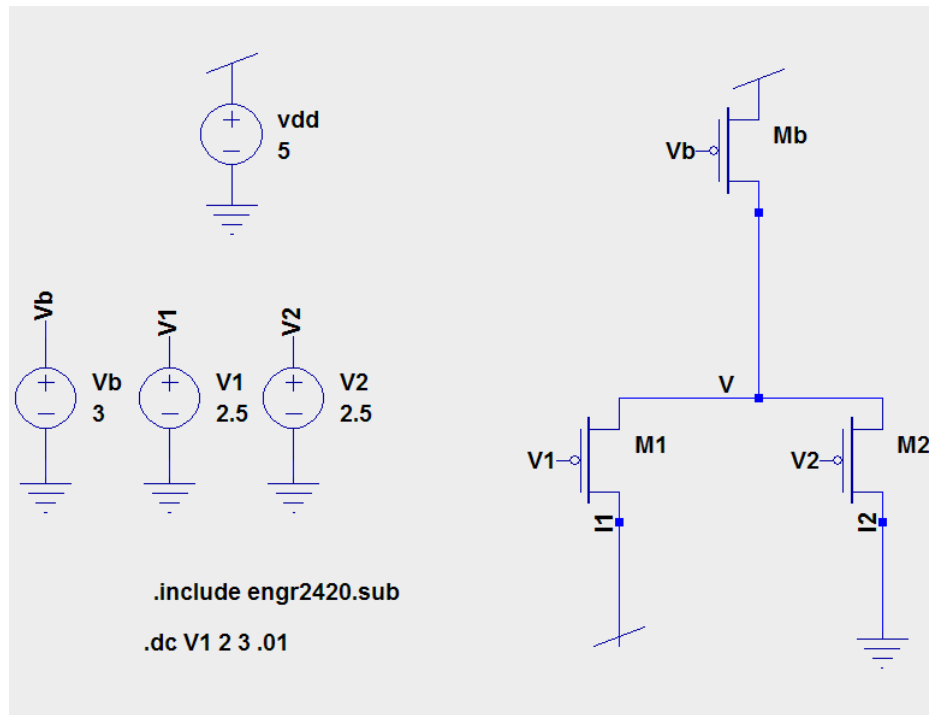 vdd
5
Vb
Mb
Vb
V1
V2
Vb
3
V1
2.5
V2
2.5
V
V1
M1
V2
M2
I1
I2
.include engr2420.sub
.dc V1 2 3 .01